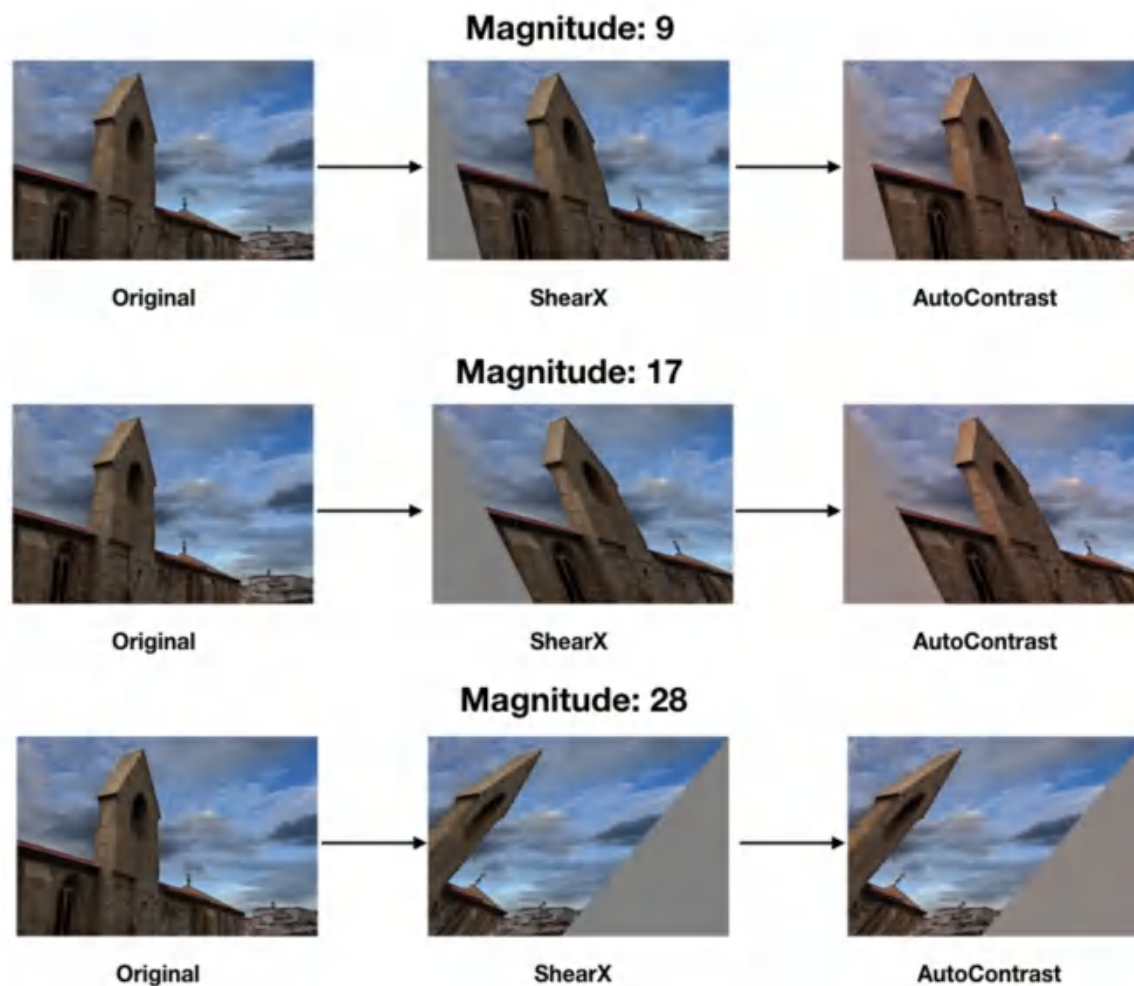 Magnitude: 9
Original
ShearX
AutoContrast
Magnitude: 17
Original
ShearX
AutoContrast
Magnitude: 28
Original
ShearX
AutoContrast